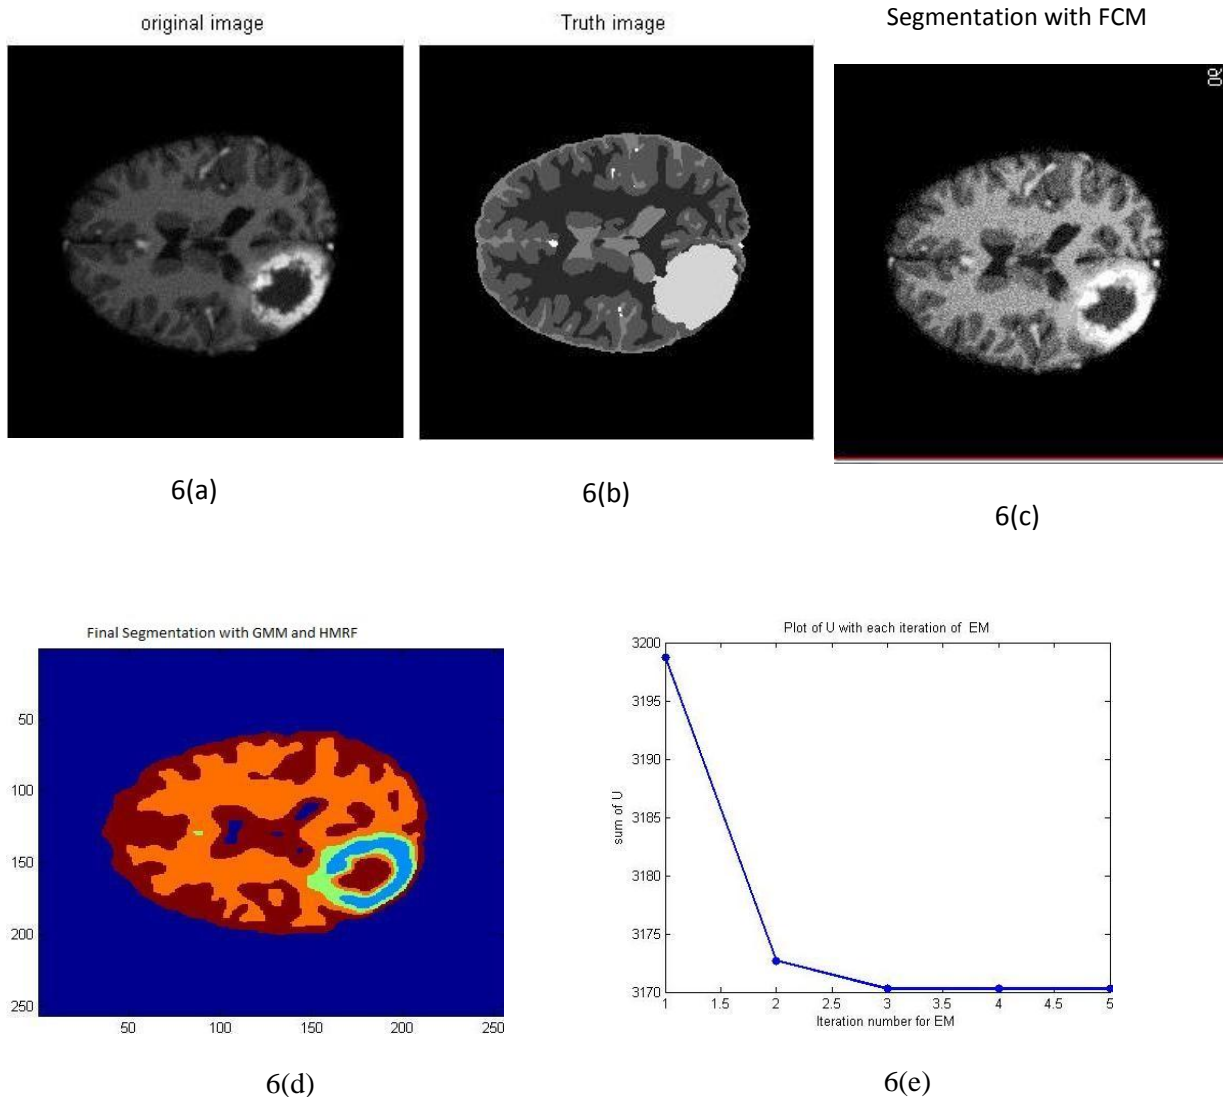 original image
Truth image
Segmentation with FCM
6(a)
6(b)
6(c)
Final Segmentation with GMM and HMRF
50
100
150
200
250
50
100
150
200
250
6(d)
Plot of U with each iteration of EM
3200
3195
3190
3185
3180
3175
3170
sum of U
1
1.5
2
2.5
3
3.5
4
4.5
5
Iteration number for EM
6(e)